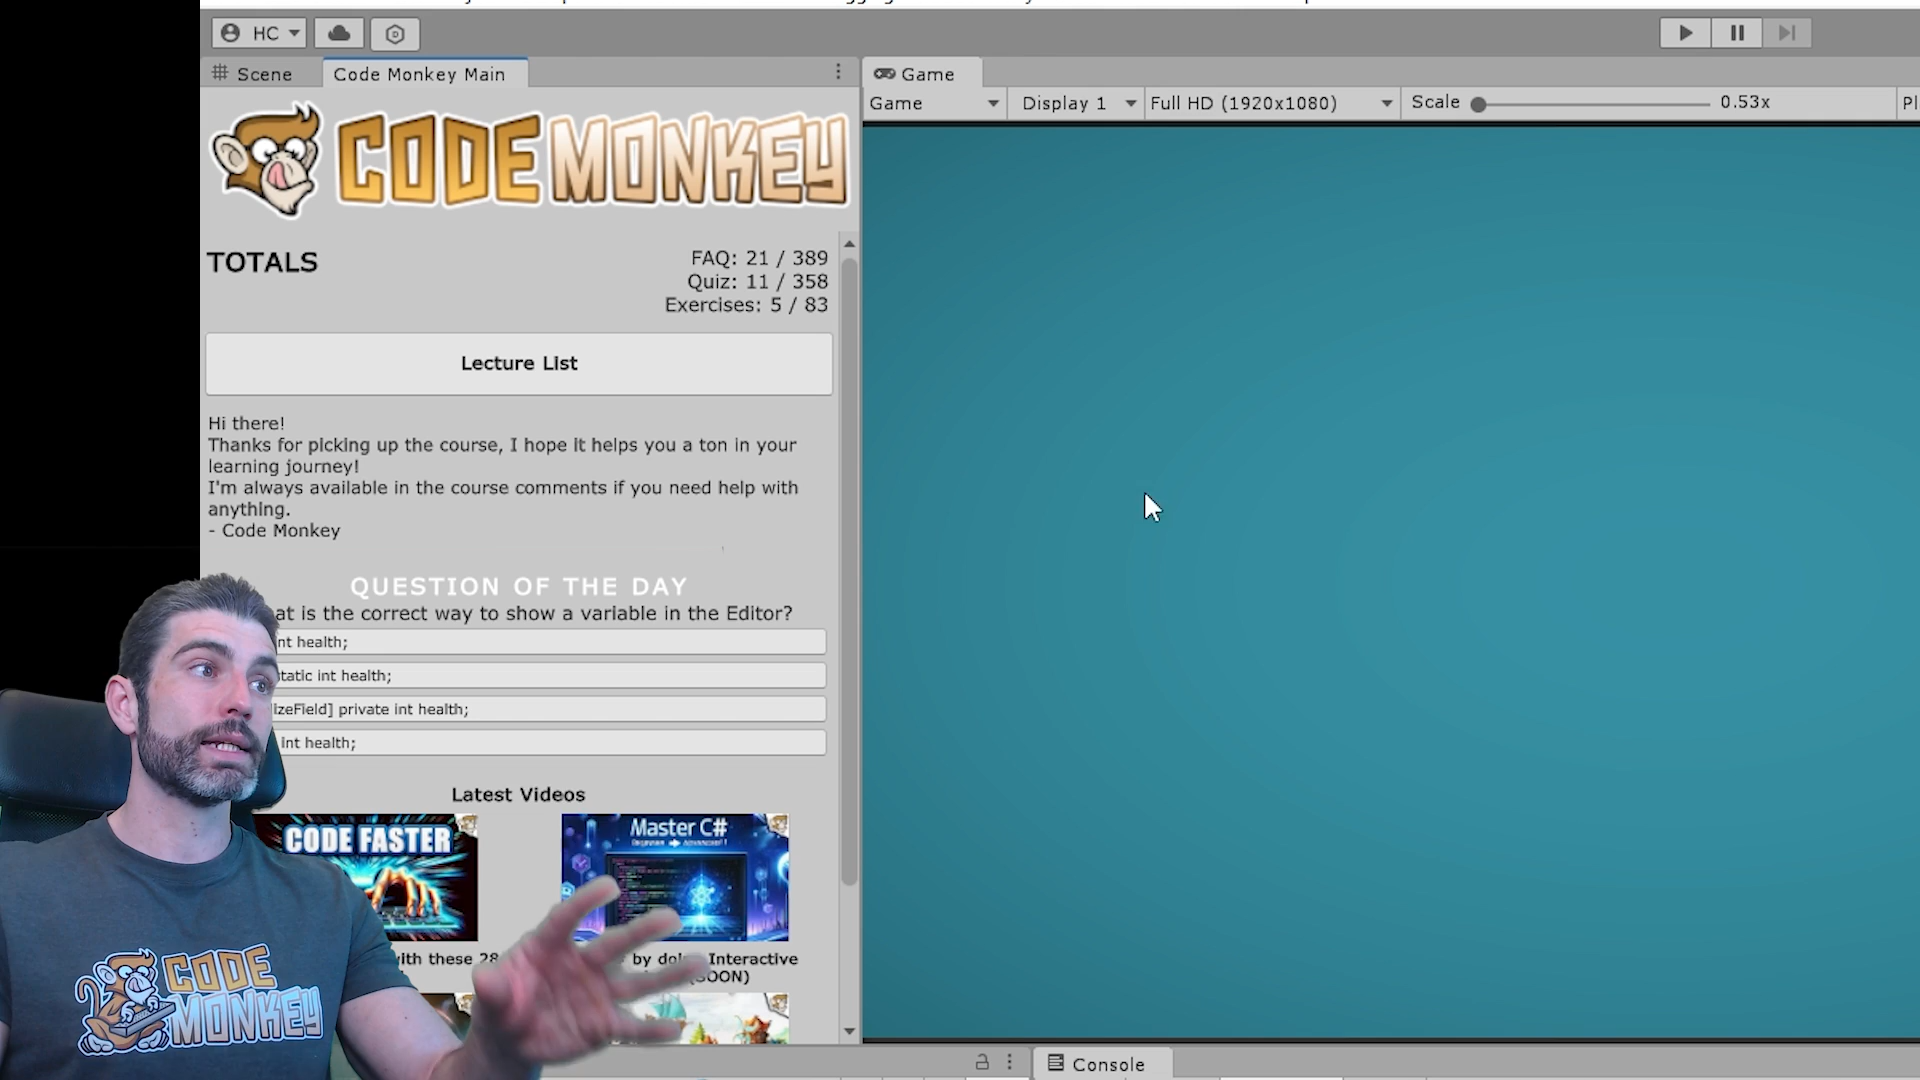 HC
Scene
Code Monkey Main
Game
Game
Display 1
Full HD (1920x1080)
Scale
0.53x
Pl
CODE MONKEY
TOTALS
FAQ: 21 / 389
Quiz: 11 / 358
Exercises: 5 / 83
Lecture List
Hi there!
Thanks for picking up the course, I hope it helps you a ton in your
learning journey!
I'm always available in the course comments if you need help with
anything.
- Code Monkey
QUESTION OF THE DAY
at is the correct way to show a variable in the Editor?
nt health;
tatic int health;
izeField] private int health;
int health;
Latest Videos
CODE FASTER
Master C#
with these 28
by doing Interactive
CODE
MONKEY
Console